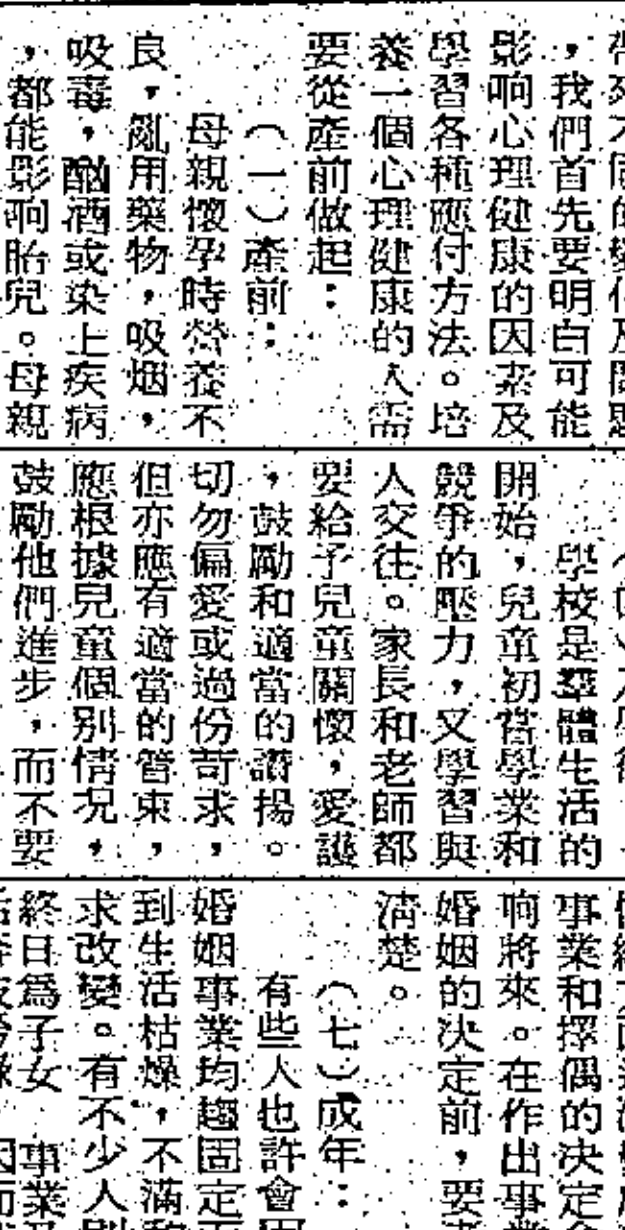 ，我們首先要明白可能
影响心理健康的因素及
學習各種應付方法。培
養一個心理健康的人需
要從產前做起：
（一）產前：
母親懷孕時營養不
良，亂用藥物，吸烟，
吸毒，酗酒或染上疾病
，都能影响胎兒。母親
學校是羣體生活的
開始，兒童初嘗學業和
競爭的壓力，又學習與
人交往。家長和老師都
要給予兒童關懷，愛護
，鼓勵和適當的讚揚。
切勿偏愛或過份苛求，
但亦應有適當的管束，
應根據兒童個別情況，
鼓勵他們進步，而不要
事業和擇偶的決定
响將來。在作出事業
婚姻的決定前，要
清楚。
（七）成年：
有些人也許會因
婚姻事業均趨固定而
到生活枯燥，不滿
求改變。有不少人
終日為子女 事業